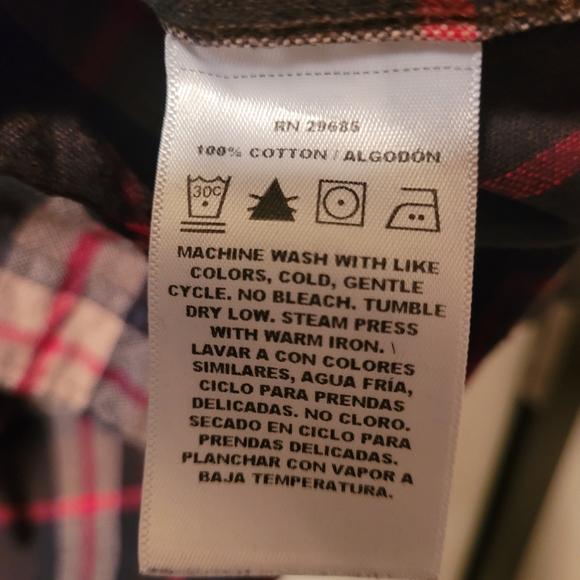 RN 29685
100% COTTON / ALGODÓN
30C
MACHINE WASH WITH LIKE
COLORS, COLD, GENTLE
CYCLE. NO BLEACH. TUMBLE
DRY LOW. STEAM PRESS
WITH WARM IRON. \
LAVAR A CON COLORES
SIMILARES, AGUA FRÍA,
CICLO PARA PRENDAS
DELICADAS. NO CLORO.
SECADO EN CICLO PARA
PRENDAS DELICADAS.
PLANCHAR CON VAPOR A
BAJA TEMPERATURA.